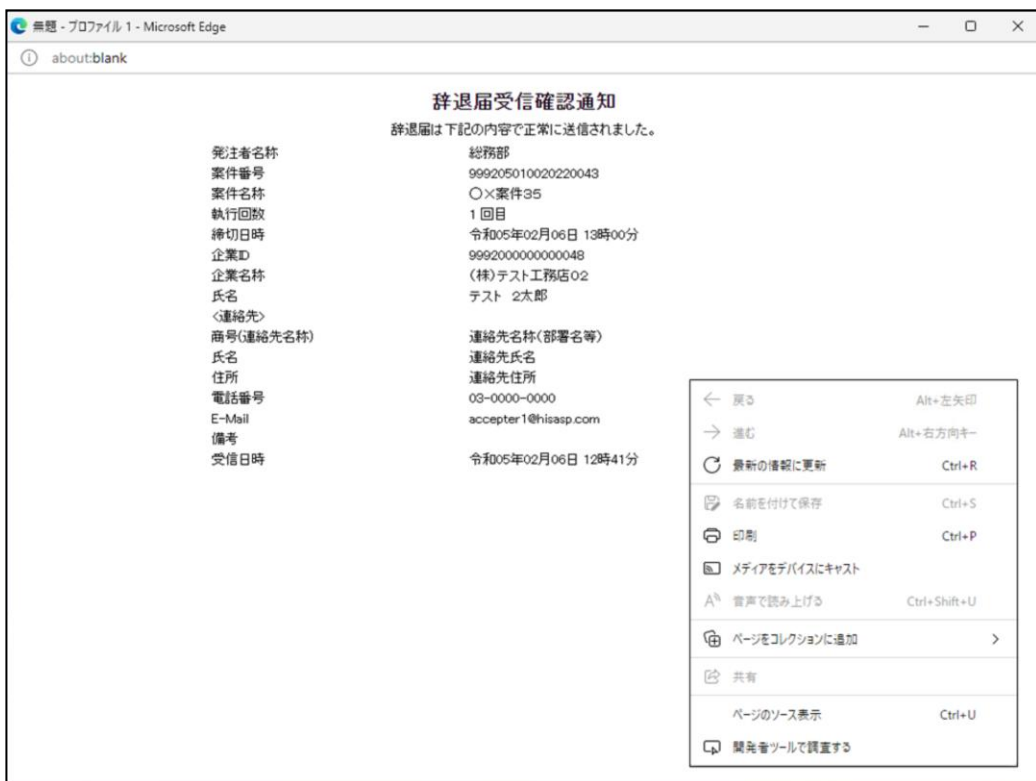 無題 - プロファイル 1 - Microsoft Edge
about:blank
辞退届受信確認通知
辞退届は下記の内容で正常に送信されました。
発注者名称 総務部
案件番号 999205010020220043
案件名称 〇×案件35
執行回数 1回目
締切日時 令和05年02月06日 13時00分
企業ID 9992000000000048
企業名称 (株)テスト工務店02
氏名 テスト 2太郎
<連絡先>
商号(連絡先名称) 連絡先名称(部署名等)
氏名 連絡先氏名
住所 連絡先住所
電話番号 03-0000-0000
E-Mail accepter1@hisasp.com
備考
受信日時 令和05年02月06日 12時41分
戻る Alt+左矢印
進む Alt+右方向キー
最新の情報に更新 Ctrl+R
名前を付けて保存 Ctrl+S
印刷 Ctrl+P
メディアをデバイスにキャスト
音声で読み上げる Ctrl+Shift+U
ページをコレクションに追加
共有
ページのソース表示 Ctrl+U
開発者ツールで調査する